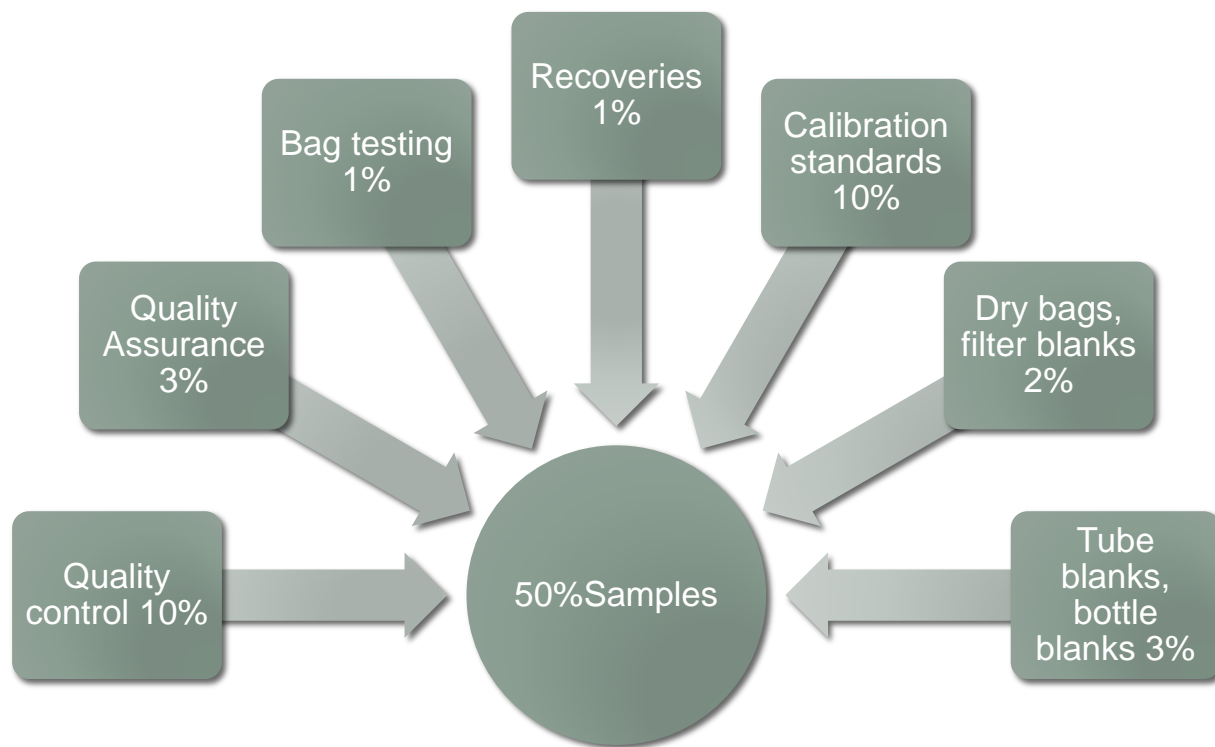 Recoveries
1%
Bag testing
1%
Calibration
standards
10%
Quality
Assurance
3%
Dry bags,
filter blanks
2%
Quality
control 10%
50%Samples
Tube
blanks,
bottle
blanks 3%